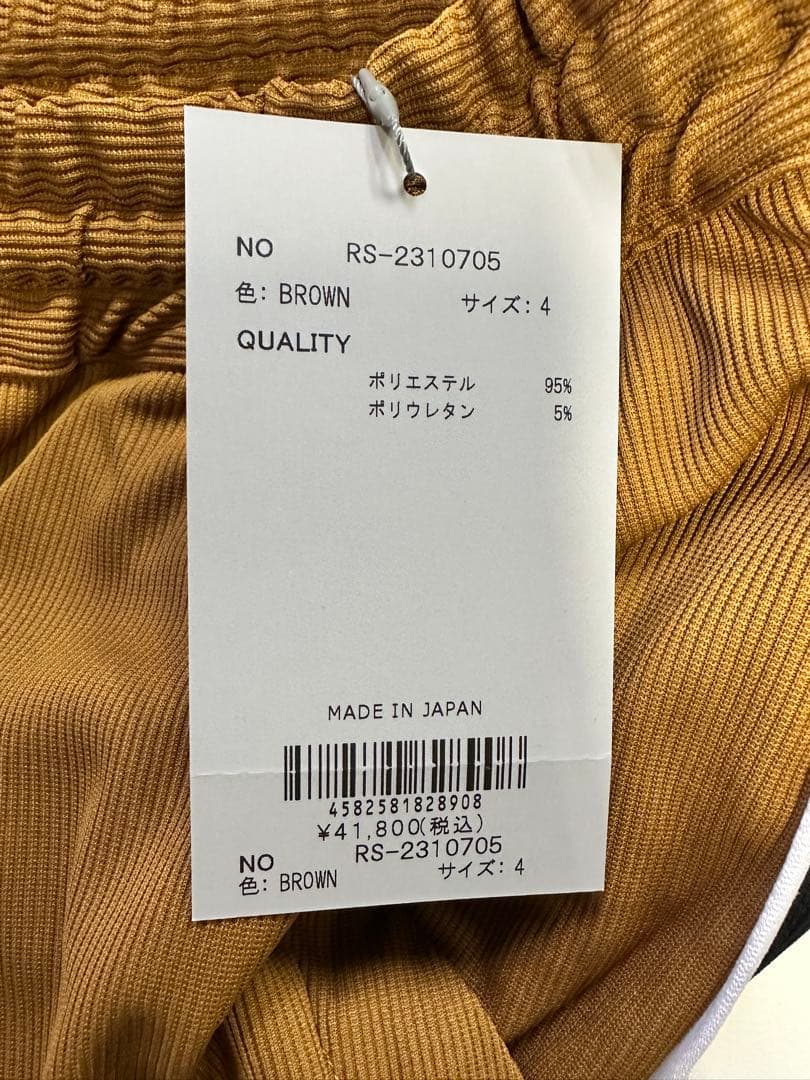 NO RS-2310705
色: BROWN サイズ: 4
QUALITY
ポリエステル 95%
ポリウレタン 5%
MADE IN JAPAN
4582581828908
¥41,800(税込)
NO RS-2310705
色: BROWN サイズ: 4